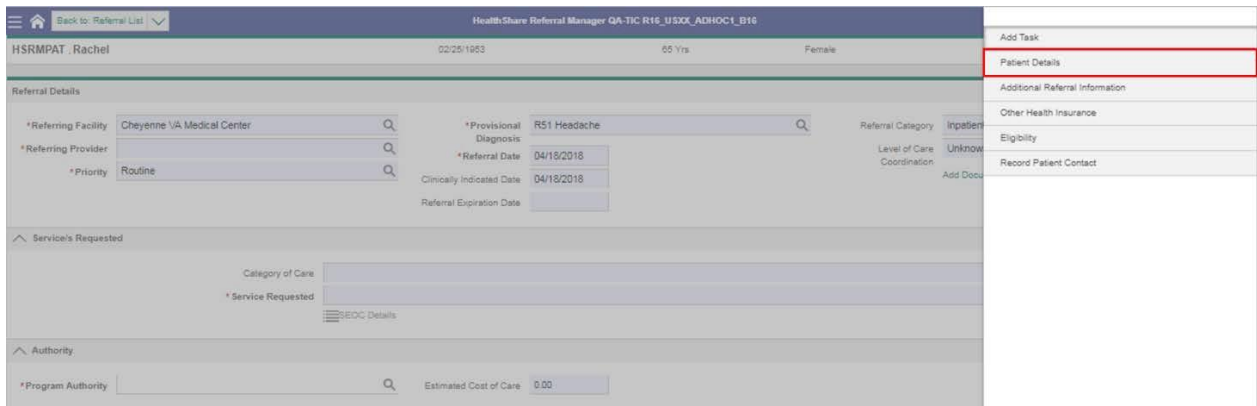 Back to: Referral List
HealthShare Referral Manager QA-TIC R16_USXX_ADHOC1_B16
HSRMPAT , Rachel 02/25/1953 65 Yrs. Female
Add Task
Patient Details
Additional Referral Information
Other Health Insurance
Eligibility
Record Patient Contact
Referral Details
*Referring Facility Cheyenne VA Medical Center
*Referring Provider
*Priority Routine
*Provisional Diagnosis R51 Headache
*Referral Date 04/18/2018
Clinically Indicated Date 04/18/2018
Referral Expiration Date
Referral Category Inpatien
Level of Care Coordination Unknow
Add Docu
Service/s Requested
Category of Care
* Service Requested
SEOC Details
Authority
*Program Authority
Estimated Cost of Care 0.00